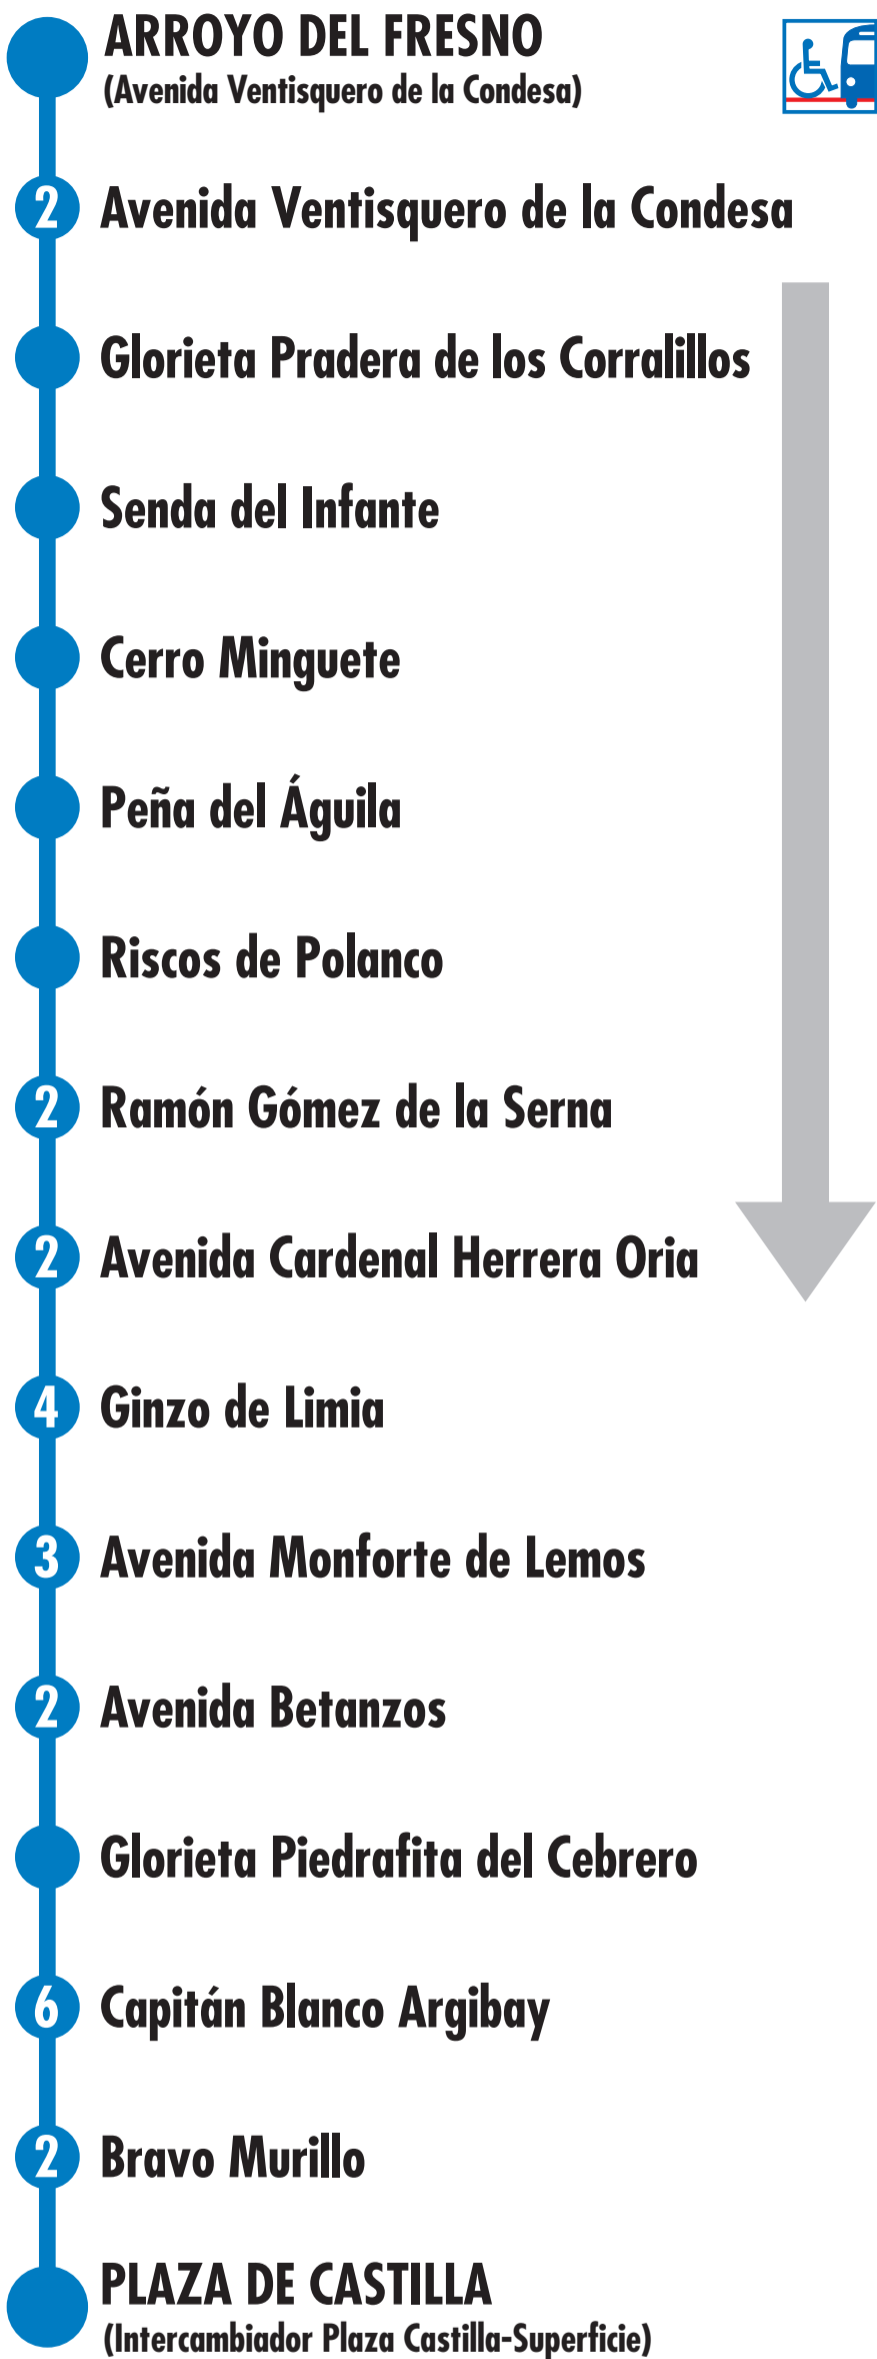 ARROYO DEL FRESNO
(Avenida Ventisquero de la Condesa)
2 Avenida Ventisquero de la Condesa
Glorieta Pradera de los Corralillos
Senda del Infante
Cerro Minguete
Peña del Águila
Riscos de Polanco
2 Ramón Gómez de la Serna
2 Avenida Cardenal Herrera Oria
4 Ginzo de Limia
3 Avenida Monforte de Lemos
2 Avenida Betanzos
Glorieta Piedrafita del Cebrero
6 Capitán Blanco Argibay
2 Bravo Murillo
PLAZA DE CASTILLA
(Intercambiador Plaza Castilla-Superficie)